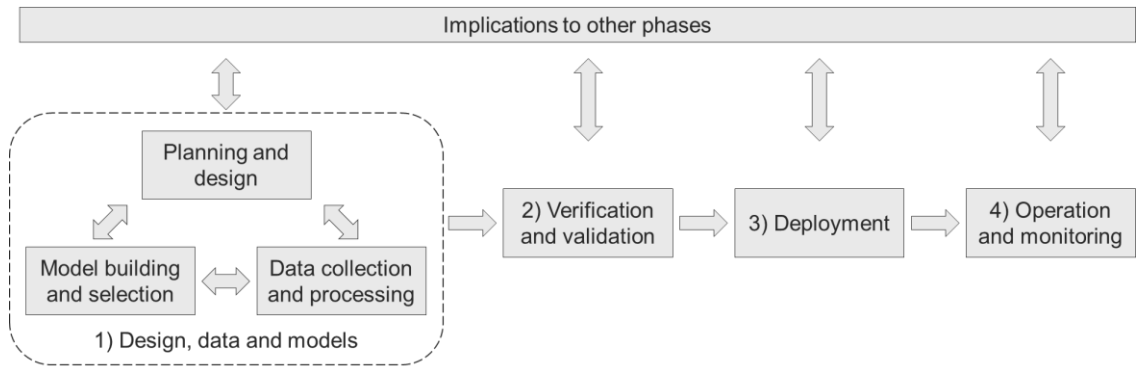 Implications to other phases
Planning and
design
Model building
and selection
Data collection
and processing
1) Design, data and models
2) Verification
and validation
3) Deployment
4) Operation
and monitoring